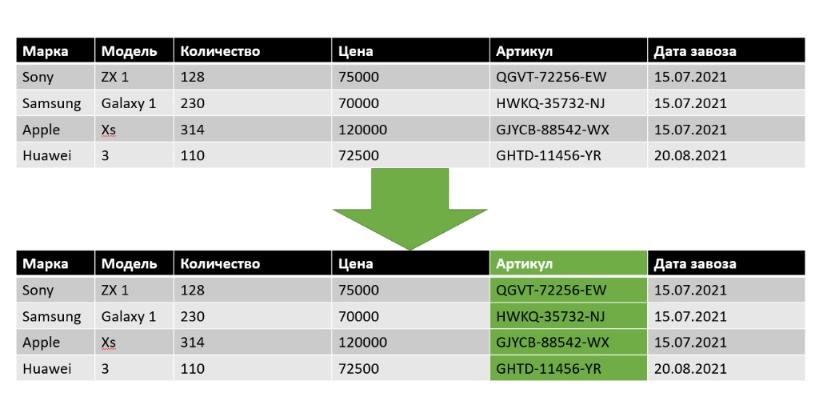 Марка Модель Количество Цена Артикул Дата завоза
Sony ZX 1 128 75000 QGVT-72256-EW 15.07.2021
Samsung Galaxy 1 230 70000 HWKQ-35732-NJ 15.07.2021
Apple Xs 314 120000 GJYCB-88542-WX 15.07.2021
Huawei 3 110 72500 GHTD-11456-YR 20.08.2021
Марка Модель Количество Цена Артикул Дата завоза
Sony ZX 1 128 75000 QGVT-72256-EW 15.07.2021
Samsung Galaxy 1 230 70000 HWKQ-35732-NJ 15.07.2021
Apple Xs 314 120000 GJYCB-88542-WX 15.07.2021
Huawei 3 110 72500 GHTD-11456-YR 20.08.2021